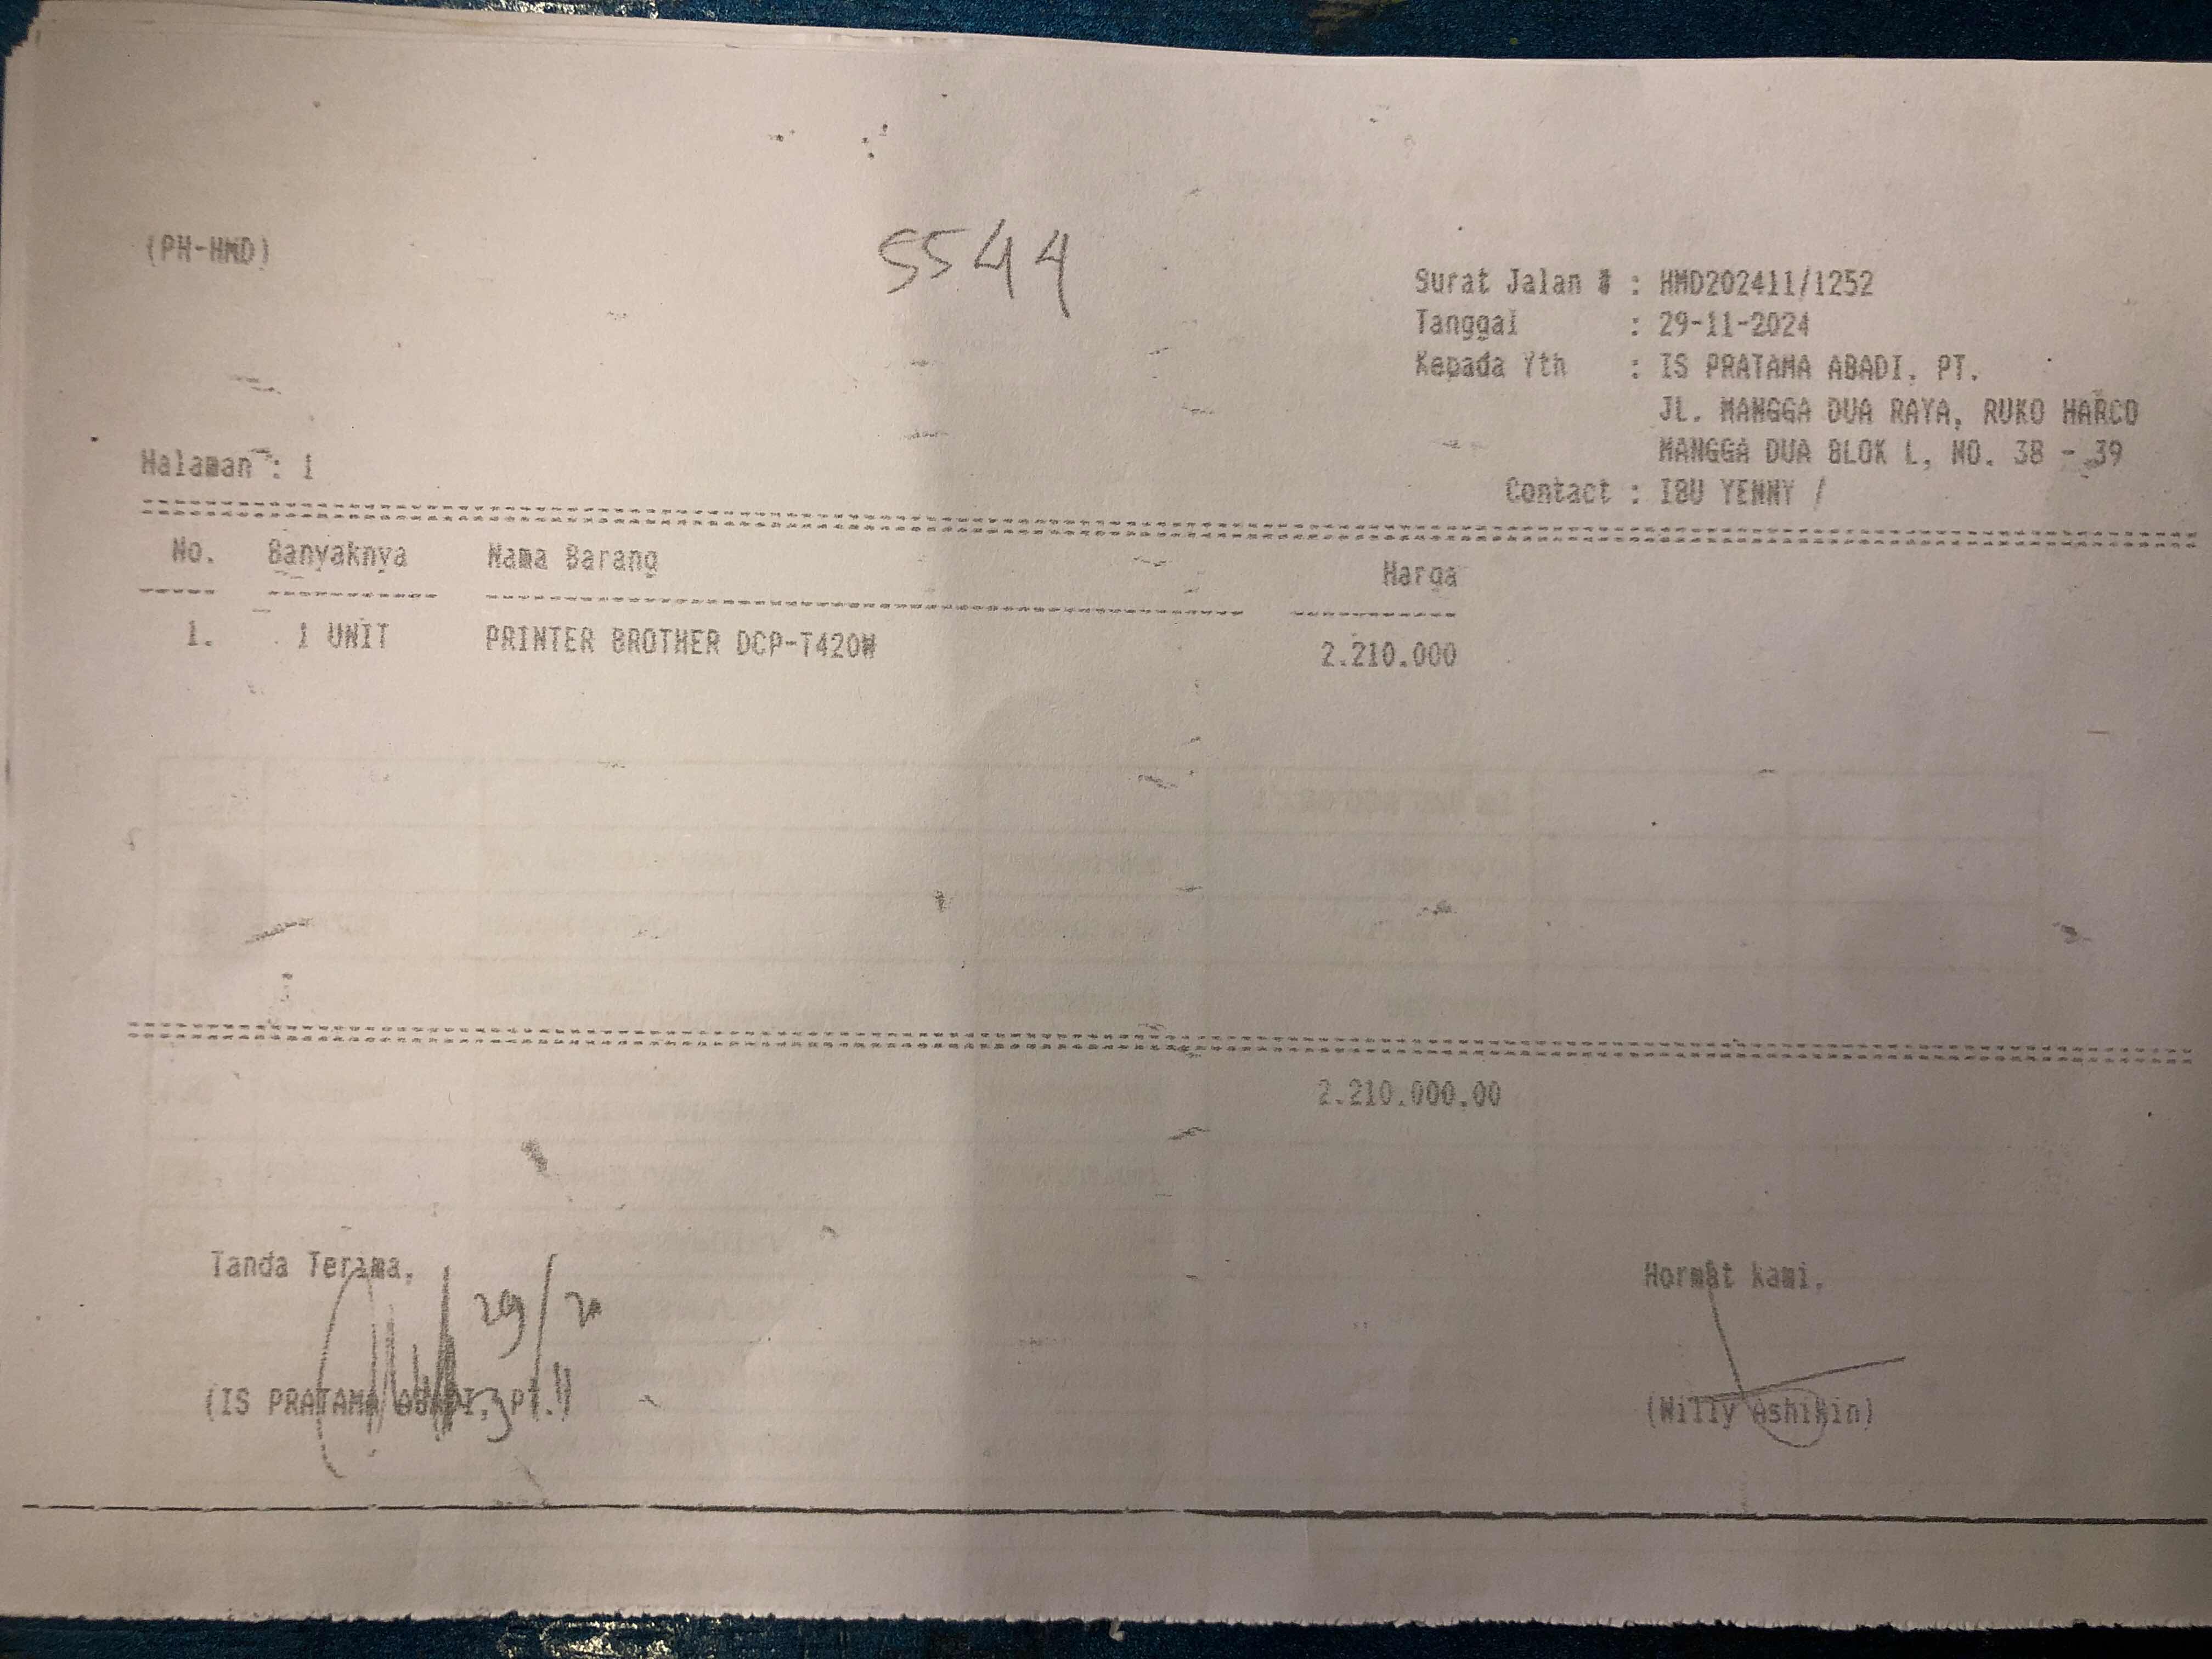 (PH-HMD)
5544
Surat Jalan # : HMD202411/1252
Tanggal : 29-11-2024
Kepada Yth : IS PRATAMA ABADI, PT.
JL. MANGGA DUA RAYA, RUKO HARCO
MANGGA DUA BLOK L, NO. 38 - 39
Contact : IBU YENNY /
Halaman : 1
No. Banyaknya Nama Barang Harga
1. 1 UNIT PRINTER BROTHER DCP-T420W 2.210.000
2.210.000,00
Tanda Terima, Hormat kami,
29/
(IS PRATAMA ABADI, PT.) (Willy Ashikin)